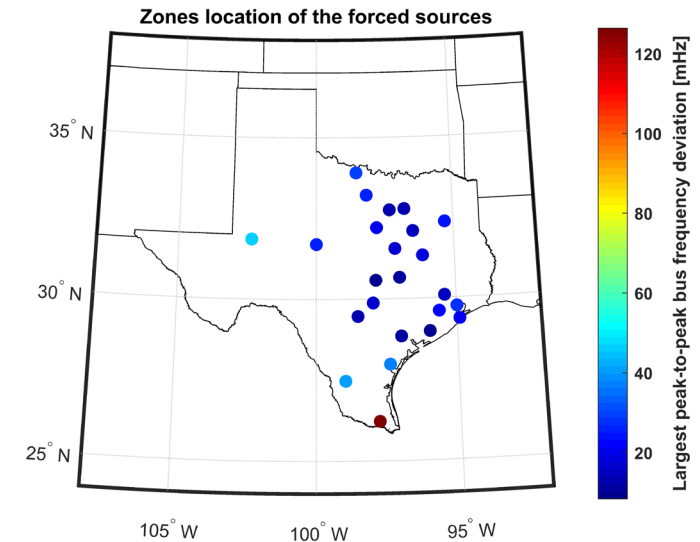 Zones location of the forced sources
35° N
30° N
25° N
105° W
100° W
95° W
120
100
80
60
40
20
Largest peak-to-peak bus frequency deviation [mHz]